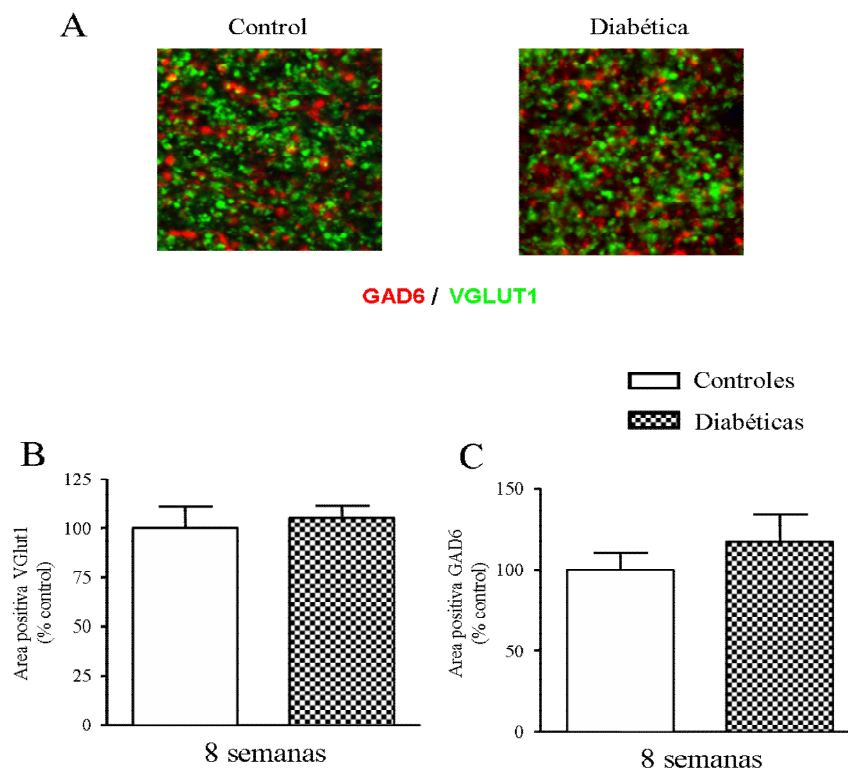 A
Control
Diabética
GAD6 / VGLUT1
Controles
Diabéticas
B
Area positiva VGlut1
(% control)
125
100
75
50
25
0
8 semanas
C
Area positiva GAD6
(% control)
150
100
50
0
8 semanas